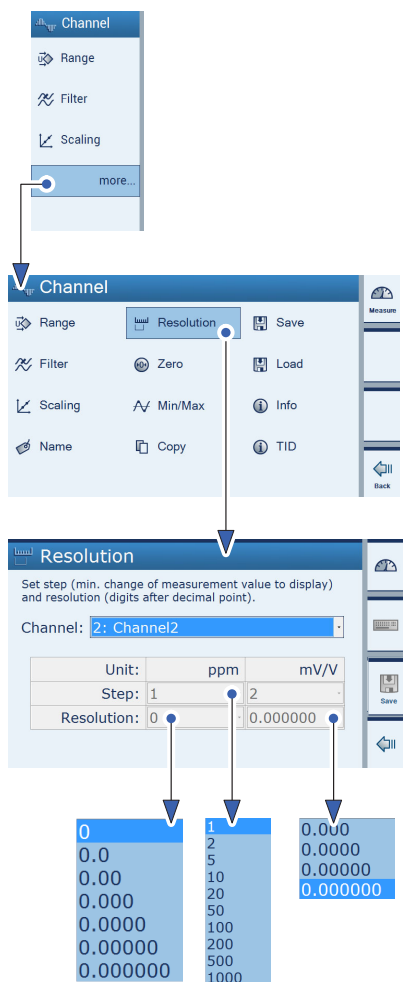 Channel
Range
Filter
Scaling
more...
Channel
Range Resolution Save
Filter Zero Load
Scaling Min/Max Info
Name Copy TID
Measure
Back
Resolution
Set step (min. change of measurement value to display)
and resolution (digits after decimal point).
Channel: 2: Channel2
Unit: ppm mV/V
Step: 1 2
Resolution: 0 0.000000
Save
0
0.0
0.00
0.000
0.0000
0.00000
0.000000
1
2
5
10
20
50
100
200
500
1000
0.000
0.0000
0.00000
0.000000